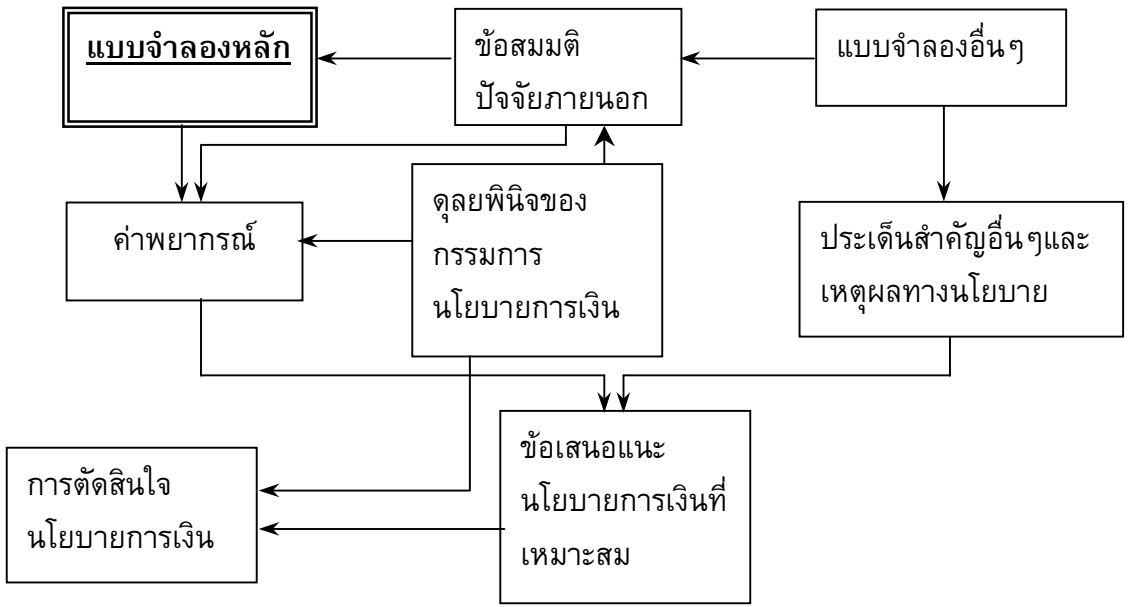 แบบจำลองหลัก
ข้อสมมติ
ปัจจัยภายนอก
แบบจำลองอื่นๆ
ค่าพยากรณ์
ดุลยพินิจของ
กรรมการ
นโยบายการเงิน
ประเด็นสำคัญอื่นๆและ
เหตุผลทางนโยบาย
การตัดสินใจ
นโยบายการเงิน
ข้อเสนอแนะ
นโยบายการเงินที่
เหมาะสม